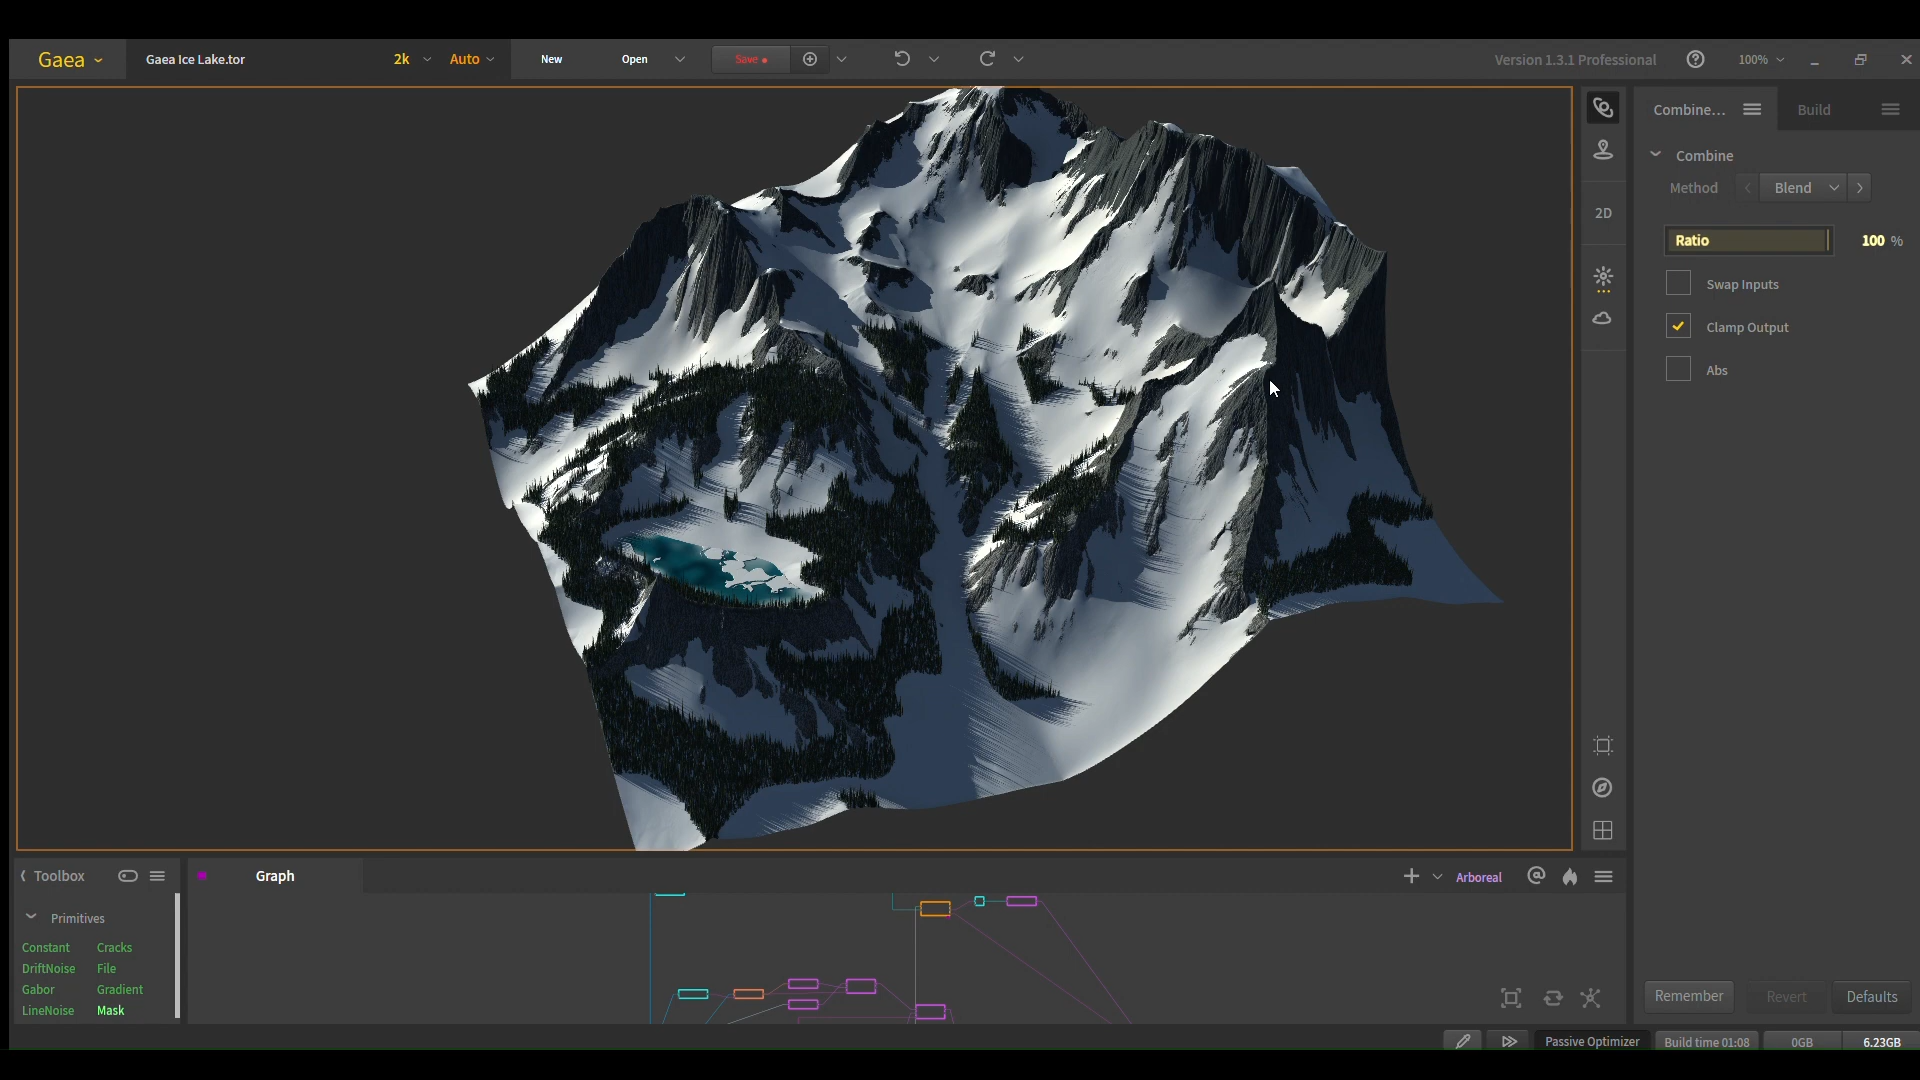 Gaea
Gaea Ice Lake.tor
2k
Auto
New
Open
Save
Version 1.3.1 Professional
100%
Combine...
Build
Combine
Method
Blend
2D
Ratio
100 %
Swap Inputs
Clamp Output
Abs
Toolbox
Graph
Arboreal
Primitives
Constant Cracks
DriftNoise File
Gabor Gradient
LineNoise Mask
Remember
Revert
Defaults
Passive Optimizer
Build time 01:08
0GB
6.23GB